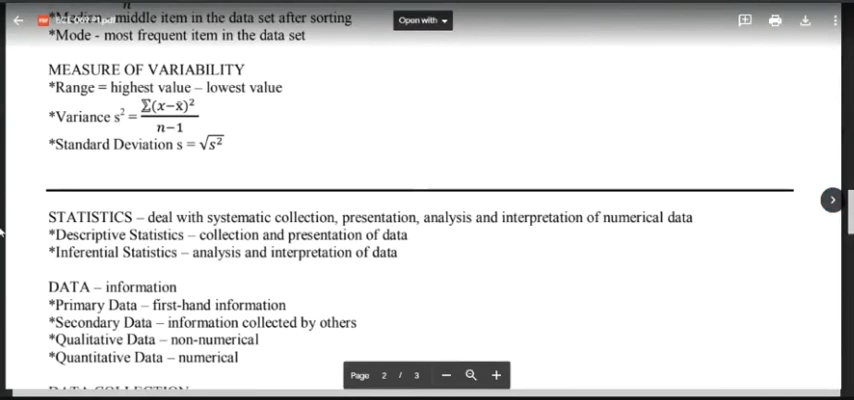 n
*Median - middle item in the data set after sorting
Open with
*Mode - most frequent item in the data set
MEASURE OF VARIABILITY
*Range = highest value – lowest value
*Variance s² = ∑(x−x̄)² / n−1
*Standard Deviation s = √s²
STATISTICS – deal with systematic collection, presentation, analysis and interpretation of numerical data
*Descriptive Statistics – collection and presentation of data
*Inferential Statistics – analysis and interpretation of data
DATA – information
*Primary Data – first-hand information
*Secondary Data – information collected by others
*Qualitative Data – non-numerical
*Quantitative Data – numerical
Page 2 / 3
DATA COLLECTION